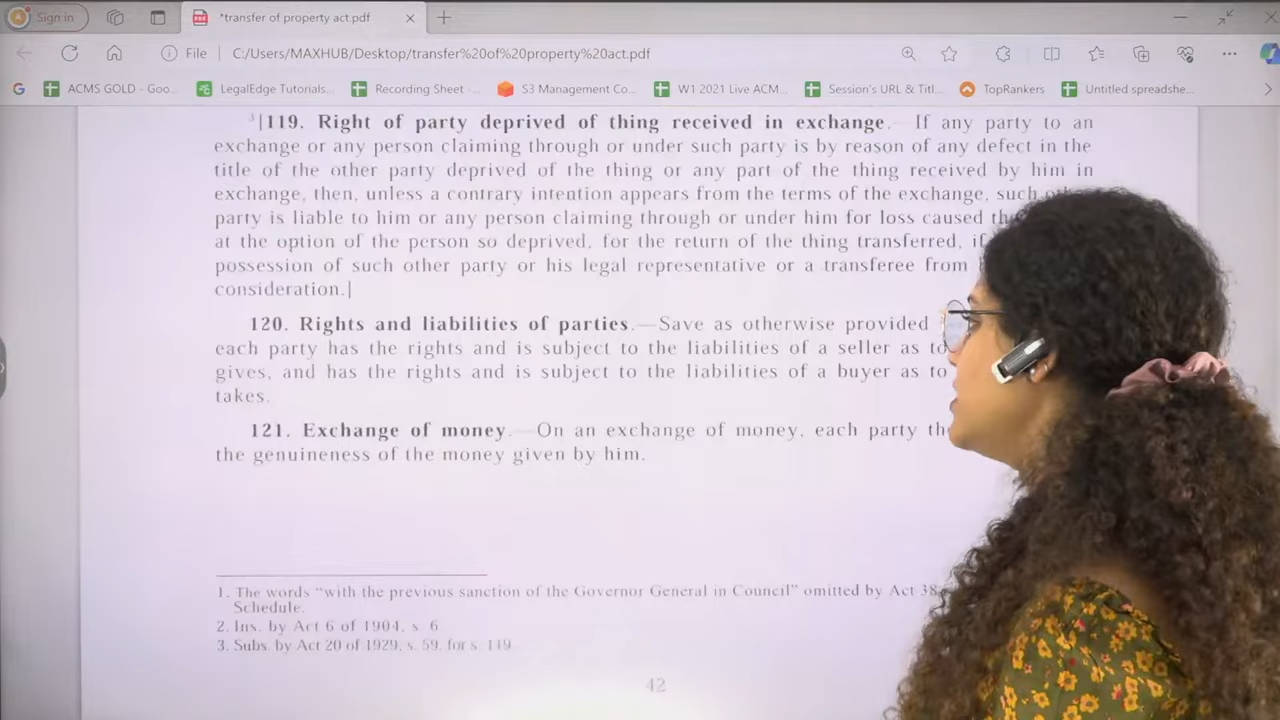 Sign in
*transfer of property act.pdf
File
C:/Users/MAXHUB/Desktop/transfer%20of%20property%20act.pdf
ACMS GOLD - Goo...
LegalEdge Tutorials...
Recording Sheet -...
S3 Management Co...
W1 2021 Live ACM...
Session's URL & Titl...
TopRankers
Untitled spreadshe...
3[119. Right of party deprived of thing received in exchange.— If any party to an
exchange or any person claiming through or under such party is by reason of any defect in the
title of the other party deprived of the thing or any part of the thing received by him in
exchange, then, unless a contrary intention appears from the terms of the exchange, such
party is liable to him or any person claiming through or under him for loss caused
at the option of the person so deprived, for the return of the thing transferred, if
possession of such other party or his legal representative or a transferee from
consideration.]
120. Rights and liabilities of parties.—Save as otherwise provided
each party has the rights and is subject to the liabilities of a seller as to
gives, and has the rights and is subject to the liabilities of a buyer as to
takes.
121. Exchange of money.—On an exchange of money, each party
the genuineness of the money given by him.
1. The words “with the previous sanction of the Governor General in Council” omitted by Act 38
Schedule.
2. Ins. by Act 6 of 1904, s. 6
3. Subs. by Act 20 of 1929, s. 59, for s. 119
42